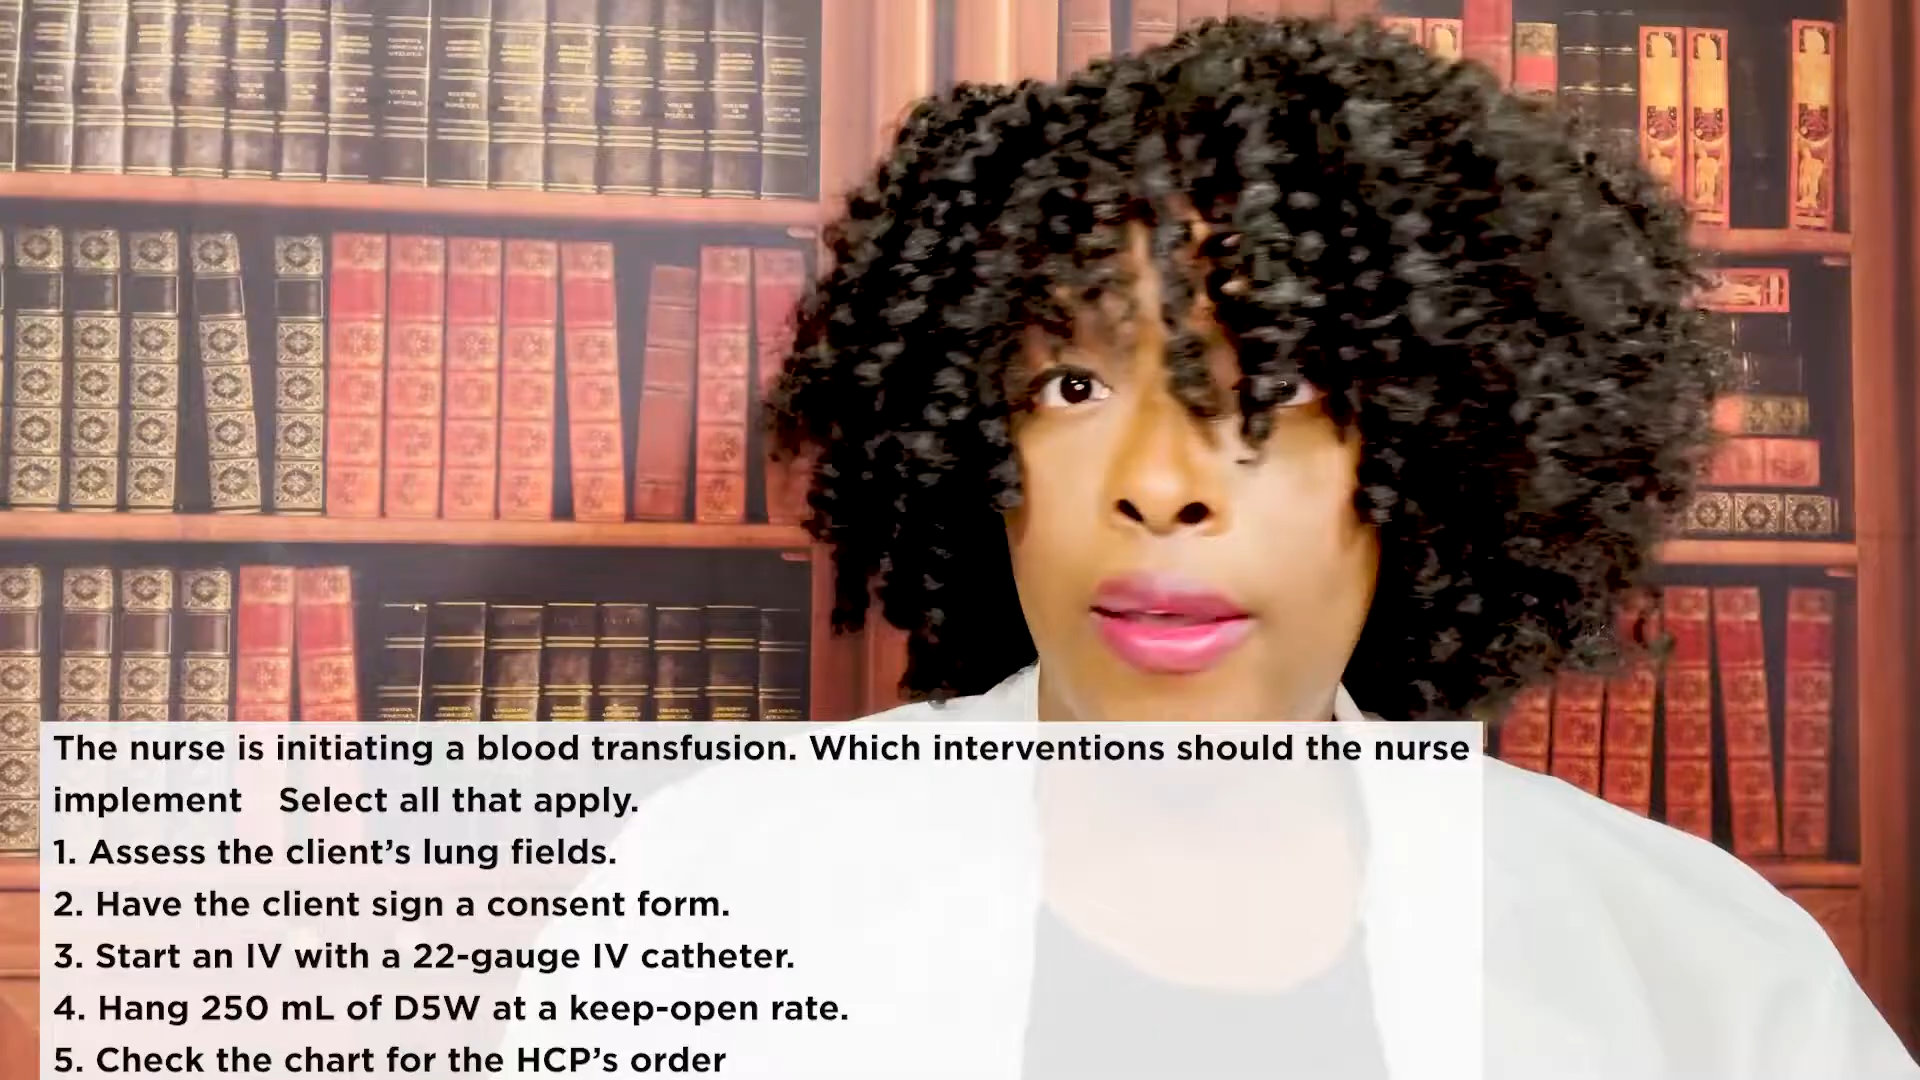 The nurse is initiating a blood transfusion. Which interventions should the nurse
implement Select all that apply.
1. Assess the client’s lung fields.
2. Have the client sign a consent form.
3. Start an IV with a 22-gauge IV catheter.
4. Hang 250 mL of D5W at a keep-open rate.
5. Check the chart for the HCP’s order